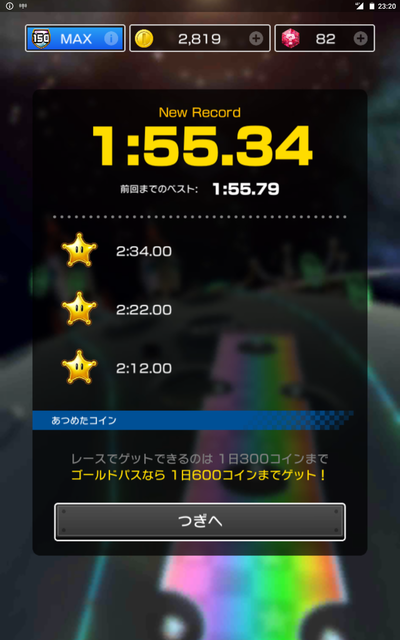 23:20
150 MAX
2,819
82
New Record
1:55.34
前回までのベスト: 1:55.79
2:34.00
2:22.00
2:12.00
あつめたコイン
レースでゲットできるのは 1日300コインまで
ゴールドパスなら 1日600コインまでゲット！
つぎへ